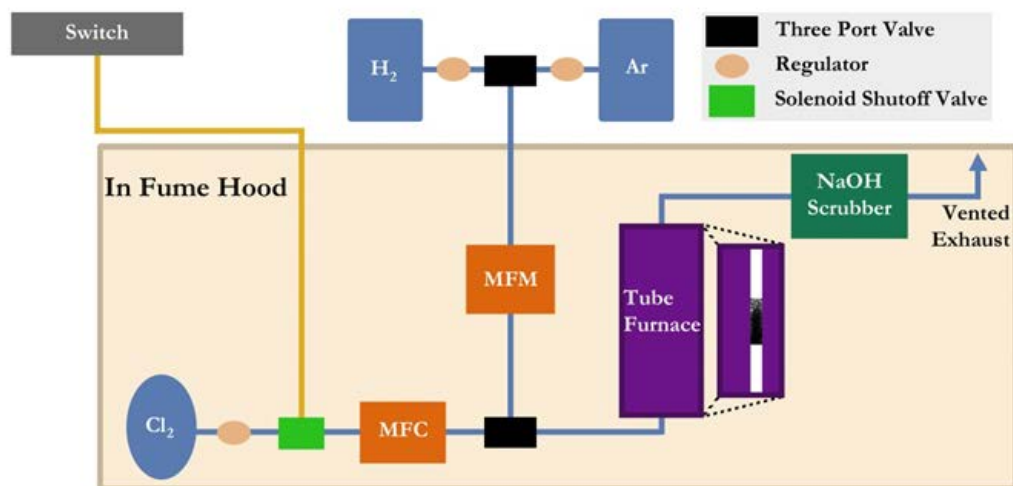 Switch
H₂
Ar
Three Port Valve
Regulator
Solenoid Shutoff Valve
In Fume Hood
NaOH
Scrubber
Vented
Exhaust
MFM
Tube
Furnace
Cl₂
MFC